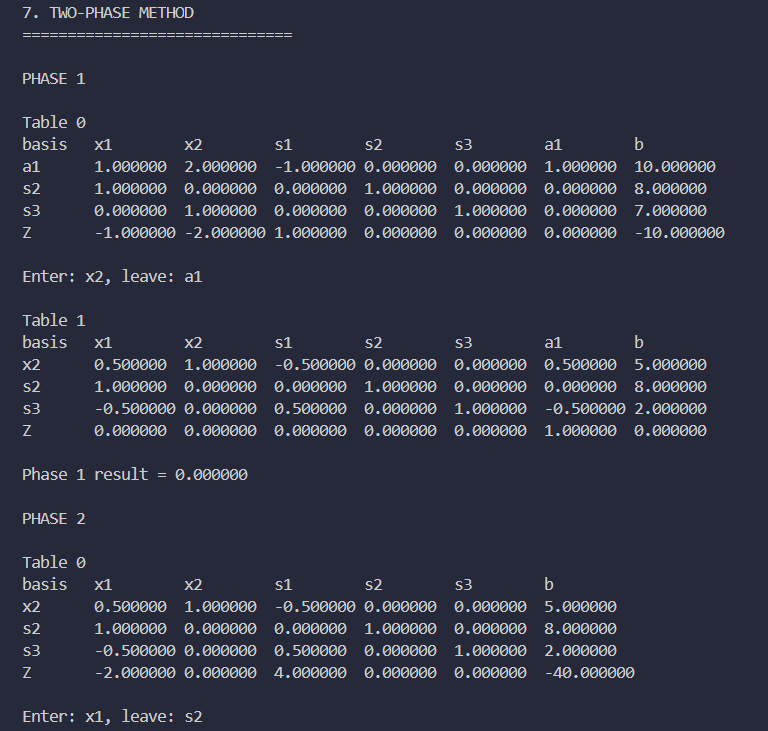 7. TWO-PHASE METHOD
==============================
PHASE 1
Table 0
basis x1 x2 s1 s2 s3 a1 b
a1 1.000000 2.000000 -1.000000 0.000000 0.000000 1.000000 10.000000
s2 1.000000 0.000000 0.000000 1.000000 0.000000 0.000000 8.000000
s3 0.000000 1.000000 0.000000 0.000000 1.000000 0.000000 7.000000
Z -1.000000 -2.000000 1.000000 0.000000 0.000000 0.000000 -10.000000
Enter: x2, leave: a1
Table 1
basis x1 x2 s1 s2 s3 a1 b
x2 0.500000 1.000000 -0.500000 0.000000 0.000000 0.500000 5.000000
s2 1.000000 0.000000 0.000000 1.000000 0.000000 0.000000 8.000000
s3 -0.500000 0.000000 0.500000 0.000000 1.000000 -0.500000 2.000000
Z 0.000000 0.000000 0.000000 0.000000 0.000000 1.000000 0.000000
Phase 1 result = 0.000000
PHASE 2
Table 0
basis x1 x2 s1 s2 s3 b
x2 0.500000 1.000000 -0.500000 0.000000 0.000000 5.000000
s2 1.000000 0.000000 0.000000 1.000000 0.000000 8.000000
s3 -0.500000 0.000000 0.500000 0.000000 1.000000 2.000000
Z -2.000000 0.000000 4.000000 0.000000 0.000000 -40.000000
Enter: x1, leave: s2